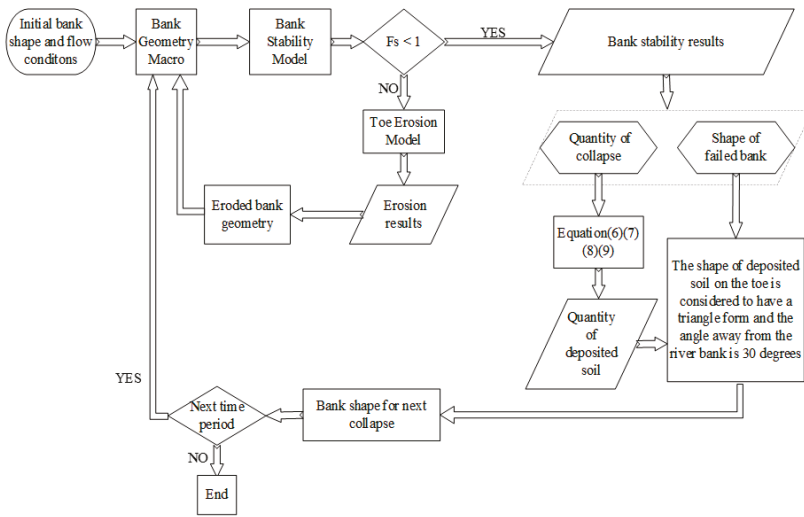 Initial bank
shape and flow
conditons
Bank
Geometry
Macro
Bank
Stability
Model
Fs < 1
YES
Bank stability results
NO
Toe Erosion
Model
Quantity of
collapse
Shape of
failed bank
Eroded bank
geometry
Erosion
results
Equation(6)(7)
(8)(9)
The shape of deposited
soil on the toe is
considered to have a
triangle form and the
angle away from the
river bank is 30 degrees
Quantity
of
deposited
soil
YES
Next time
period
Bank shape for next
collapse
NO
End